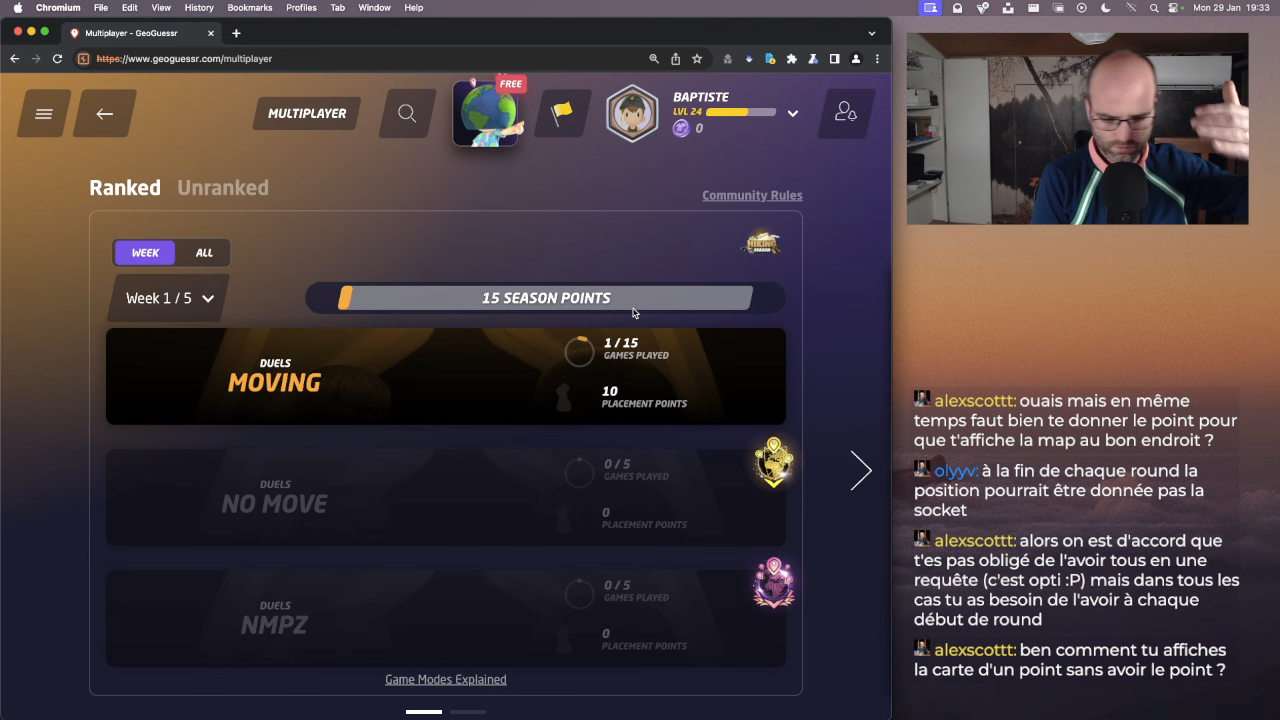 Chromium File Edit View History Bookmarks Profiles Tab Window Help
Mon 29 Jan 19:33
Multiplayer - GeoGuessr
https://www.geoguessr.com/multiplayer
FREE
MULTIPLAYER
BAPTISTE
LVL 24
0
Ranked Unranked
Community Rules
WEEK ALL
HIKING
SEASON
Week 1 / 5
15 SEASON POINTS
DUELS
MOVING
1 / 15
GAMES PLAYED
10
PLACEMENT POINTS
DUELS
NO MOVE
0 / 5
GAMES PLAYED
0
PLACEMENT POINTS
DUELS
NMPZ
0 / 5
GAMES PLAYED
0
PLACEMENT POINTS
Game Modes Explained
alexscottt: ouais mais en même
temps faut bien te donner le point pour
que t'affiche la map au bon endroit ?
olyyv: à la fin de chaque round la
position pourrait être donnée pas la
socket
alexscottt: alors on est d'accord que
t'es pas obligé de l'avoir tous en une
requête (c'est opti :P) mais dans tous les
cas tu as besoin de l'avoir à chaque
début de round
alexscottt: ben comment tu affiches
la carte d'un point sans avoir le point ?